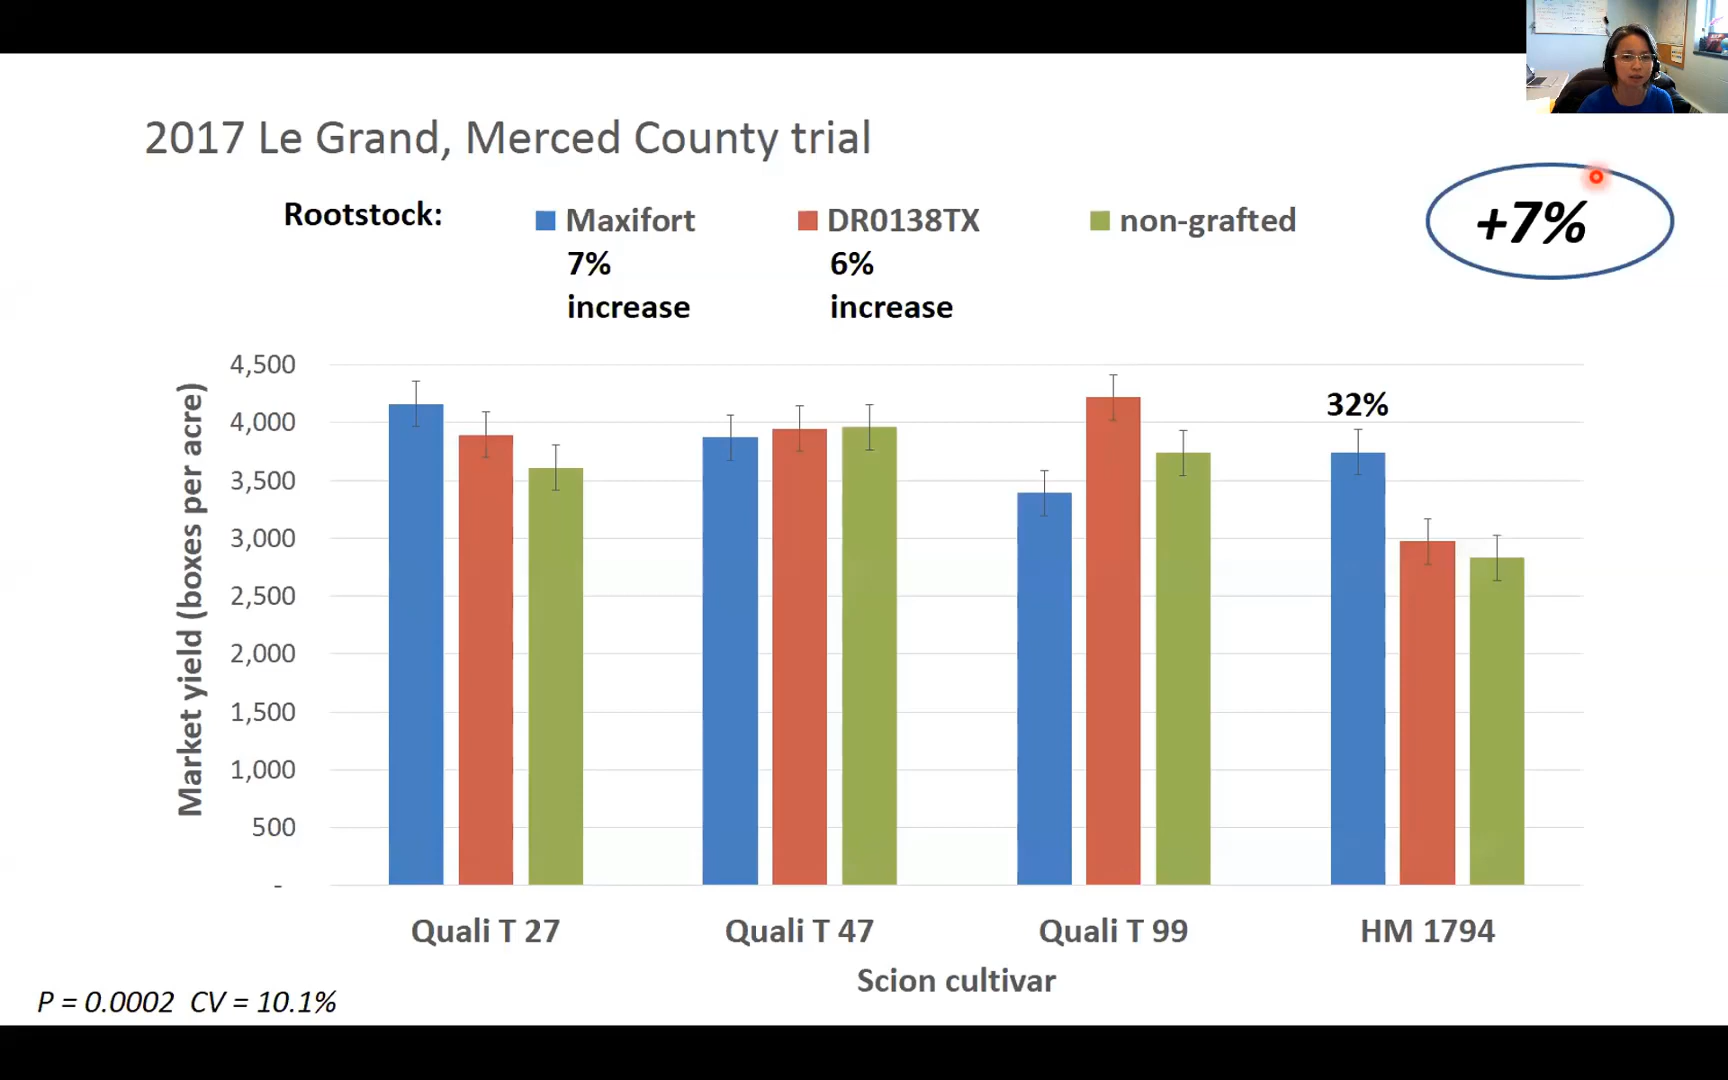 2017 Le Grand, Merced County trial
Rootstock:
Maxifort
7%
increase
DR0138TX
6%
increase
non-grafted
+7%
Market yield (boxes per acre)
4,500
4,000
3,500
3,000
2,500
2,000
1,500
1,000
500
-
32%
Quali T 27
Quali T 47
Quali T 99
HM 1794
Scion cultivar
P = 0.0002 CV = 10.1%